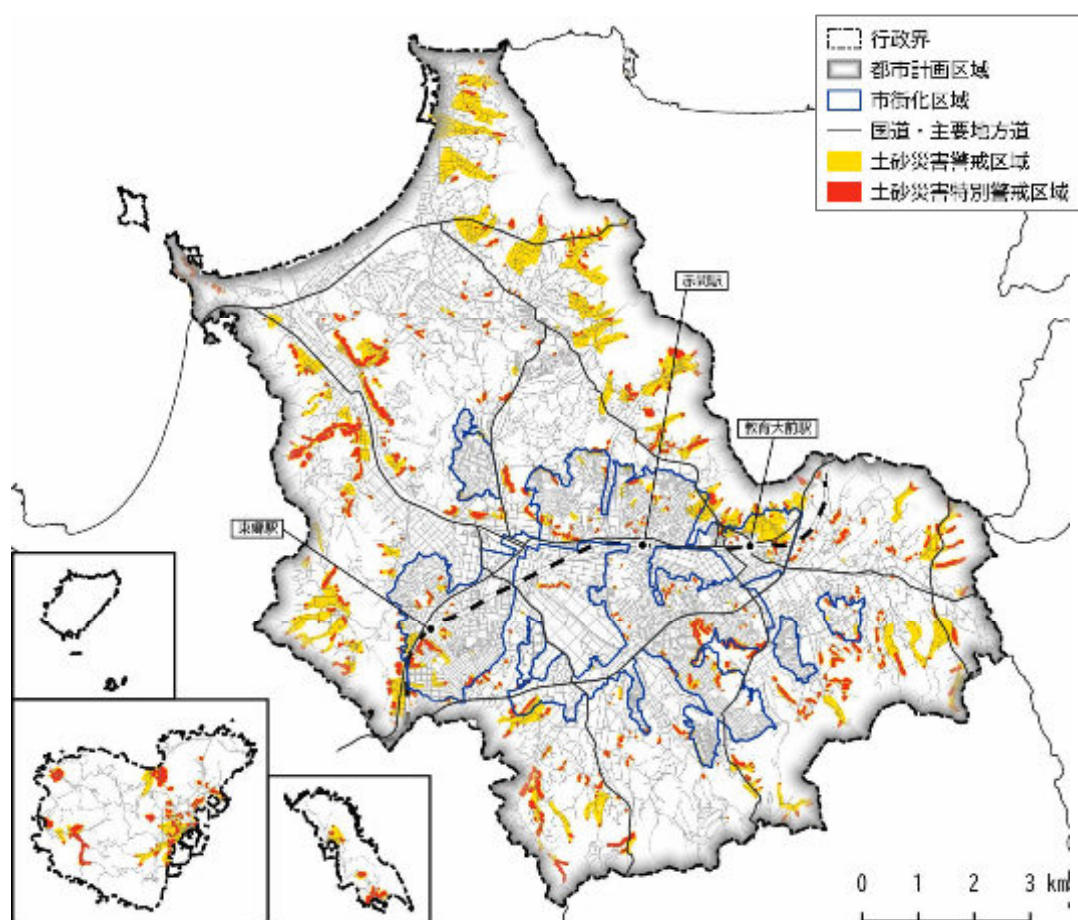 行政界
都市計画区域
市街化区域
国道・主要地方道
土砂災害警戒区域
土砂災害特別警戒区域
赤間駅
教育大前駅
東郷駅
0 1 2 3 km